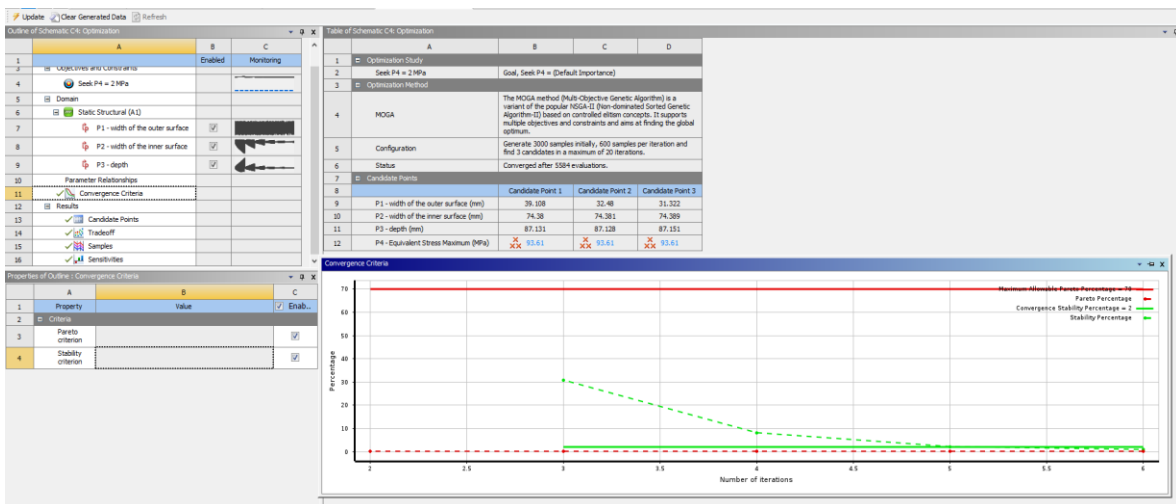 Update Clear Generated Data Refresh
Outline of Schematic C4: Optimization
A B C
1 Enabled Monitoring
3 Objectives and Constraints
4 Seek P4 = 2 MPa
5 Domain
6 Static Structural (A1)
7 P1 - width of the outer surface
8 P2 - width of the inner surface
9 P3 - depth
10 Parameter Relationships
11 Convergence Criteria
12 Results
13 Candidate Points
14 Tradeoff
15 Samples
16 Sensitivities
Properties of Outline : Convergence Criteria
A B C
1 Property Value Enab..
2 Criteria
3 Pareto
criterion
4 Stability
criterion
Table of Schematic C4: Optimization
A B C D
1 Optimization Study
2 Seek P4 = 2 MPa Goal, Seek P4 = (Default Importance)
3 Optimization Method
4 MOGA The MOGA method (Multi-Objective Genetic Algorithm) is a
variant of the popular NSGA-II (Non-dominated Sorted Genetic
Algorithm-II) based on controlled elitism concepts. It supports
multiple objectives and constraints and aims at finding the global
optimum.
5 Configuration Generate 3000 samples initially, 600 samples per iteration and
find 3 candidates in a maximum of 20 iterations.
6 Status Converged after 5584 evaluations.
7 Candidate Points
8 Candidate Point 1 Candidate Point 2 Candidate Point 3
9 P1 - width of the outer surface (mm) 39.108 32.48 31.322
10 P2 - width of the inner surface (mm) 74.38 74.381 74.389
11 P3 - depth (mm) 87.131 87.128 87.151
12 P4 - Equivalent Stress Maximum (MPa) 93.61 93.61 93.61
Convergence Criteria
Maximum Allowable Pareto Percentage = 70
Pareto Percentage
Convergence Stability Percentage = 2
Stability Percentage
Percentage
70
60
50
40
30
20
10
0
2 2.5 3 3.5 4 4.5 5 5.5 6
Number of iterations